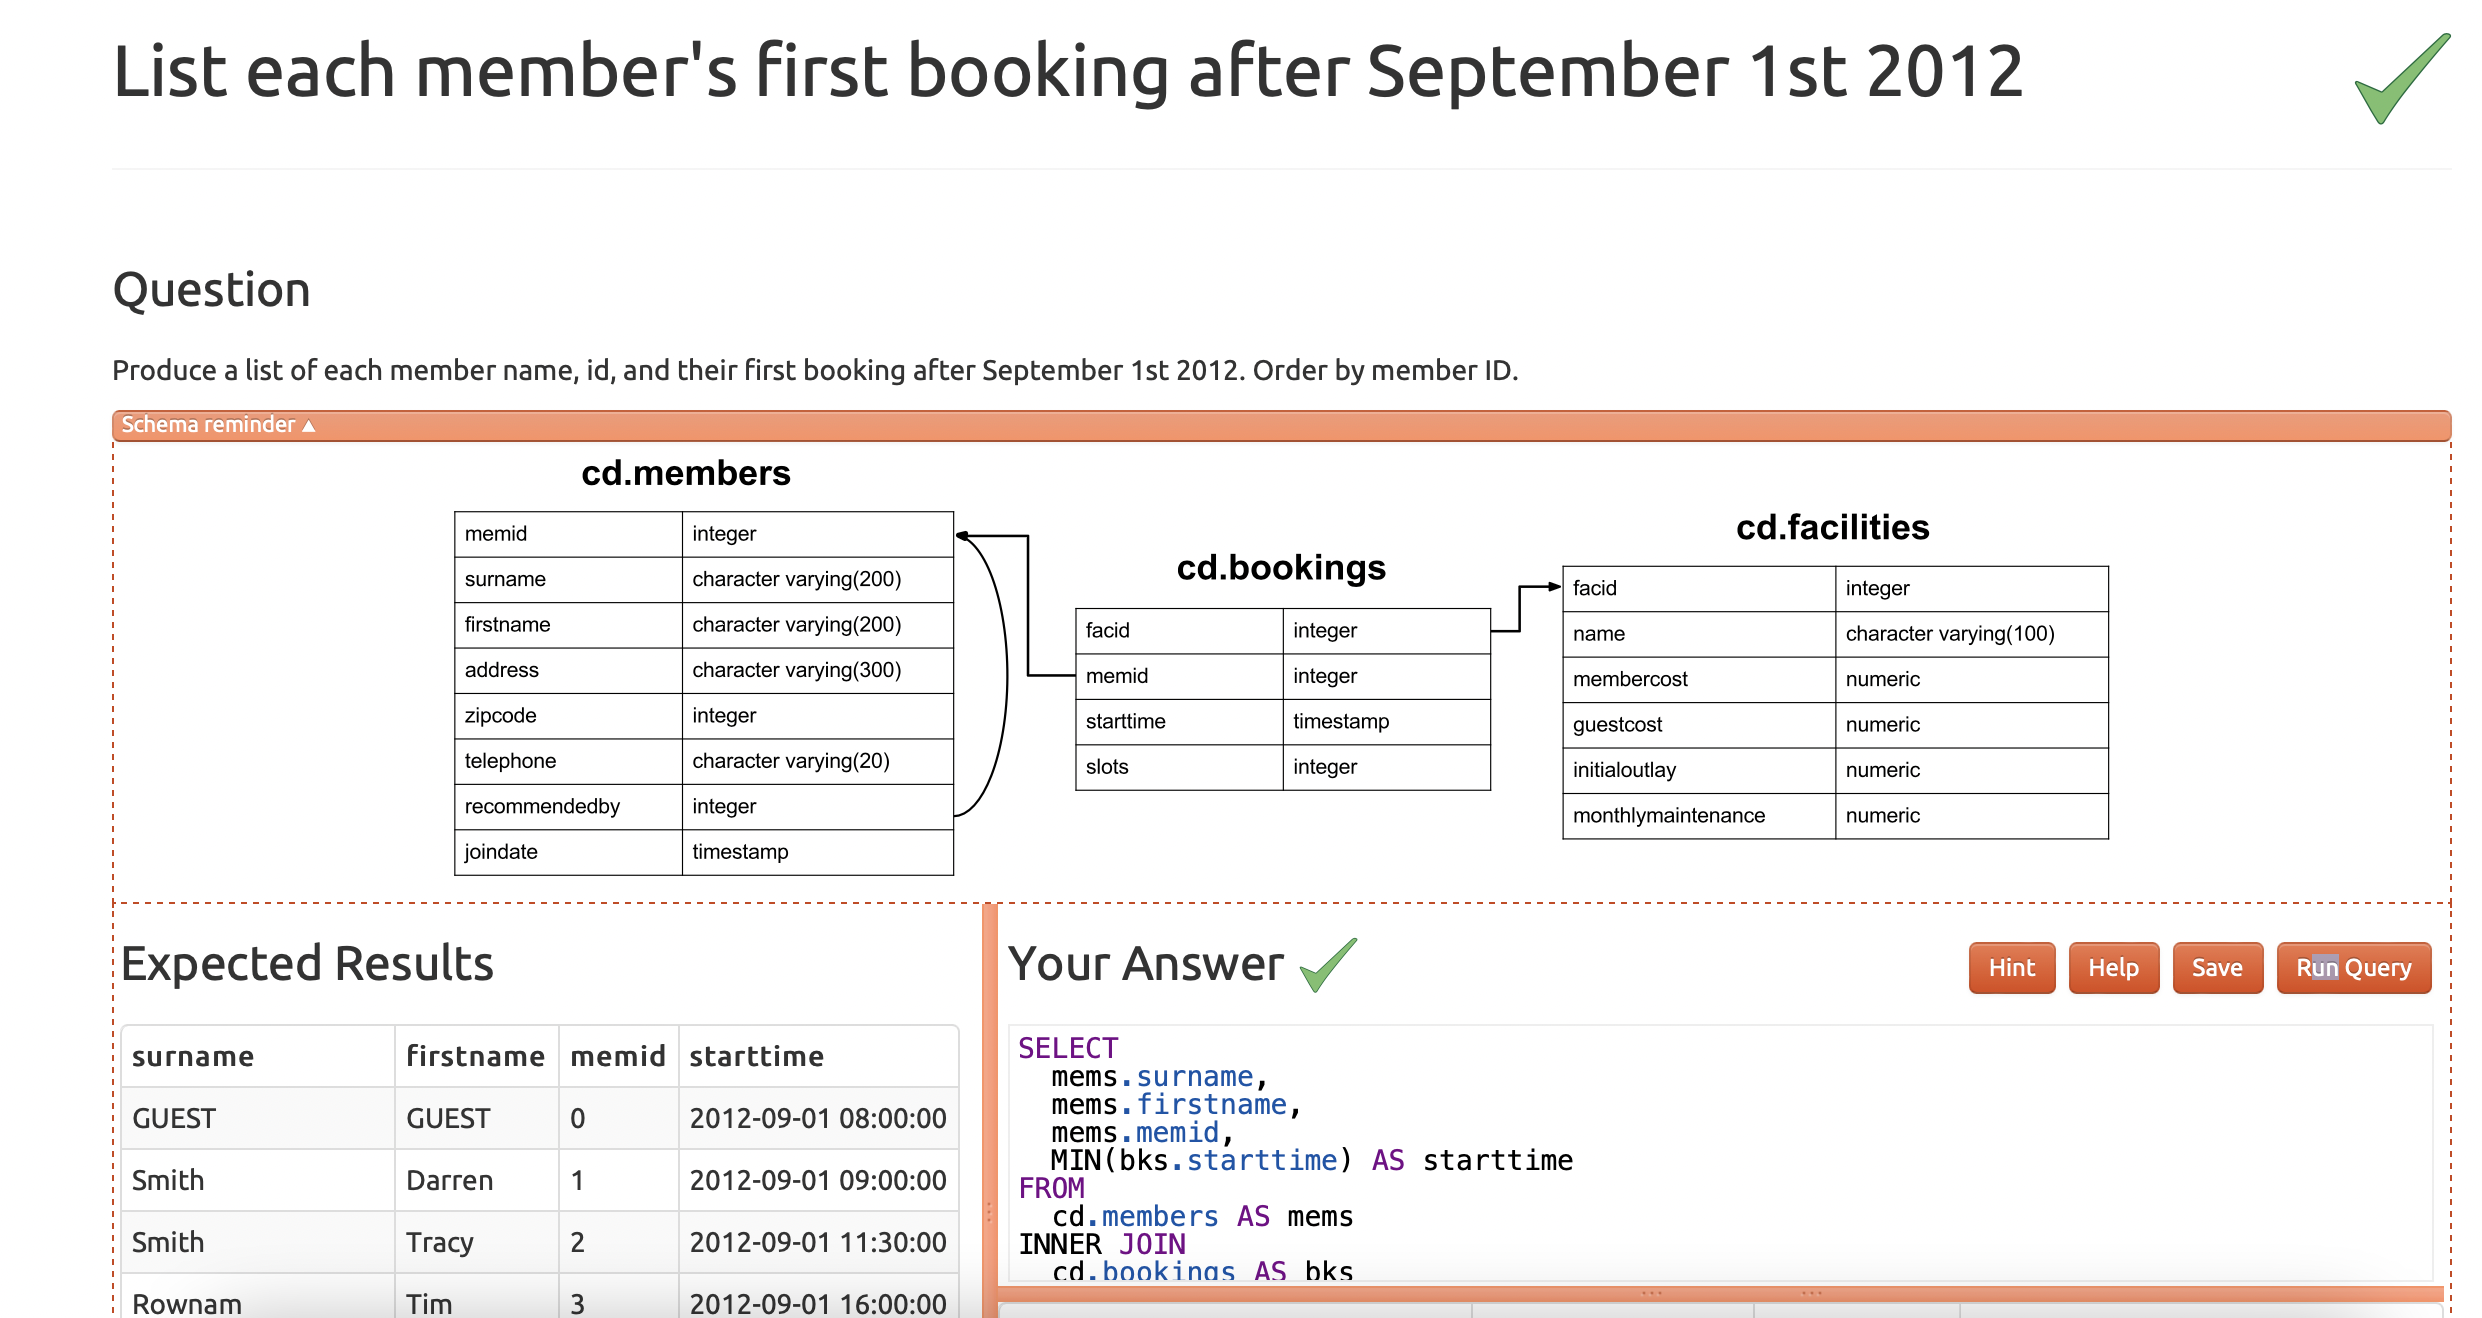 List each member's first booking after September 1st 2012
Question
Produce a list of each member name, id, and their first booking after September 1st 2012. Order by member ID.
Schema reminder ▲
cd.members
memid integer
surname character varying(200)
firstname character varying(200)
address character varying(300)
zipcode integer
telephone character varying(20)
recommendedby integer
joindate timestamp
cd.bookings
facid integer
memid integer
starttime timestamp
slots integer
cd.facilities
facid integer
name character varying(100)
membercost numeric
guestcost numeric
initialoutlay numeric
monthlymaintenance numeric
Expected Results
surname firstname memid starttime
GUEST GUEST 0 2012-09-01 08:00:00
Smith Darren 1 2012-09-01 09:00:00
Smith Tracy 2 2012-09-01 11:30:00
Rownam Tim 3 2012-09-01 16:00:00
Your Answer
Hint Help Save Run Query
SELECT
mems.surname,
mems.firstname,
mems.memid,
MIN(bks.starttime) AS starttime
FROM
cd.members AS mems
INNER JOIN
cd.bookings AS bks